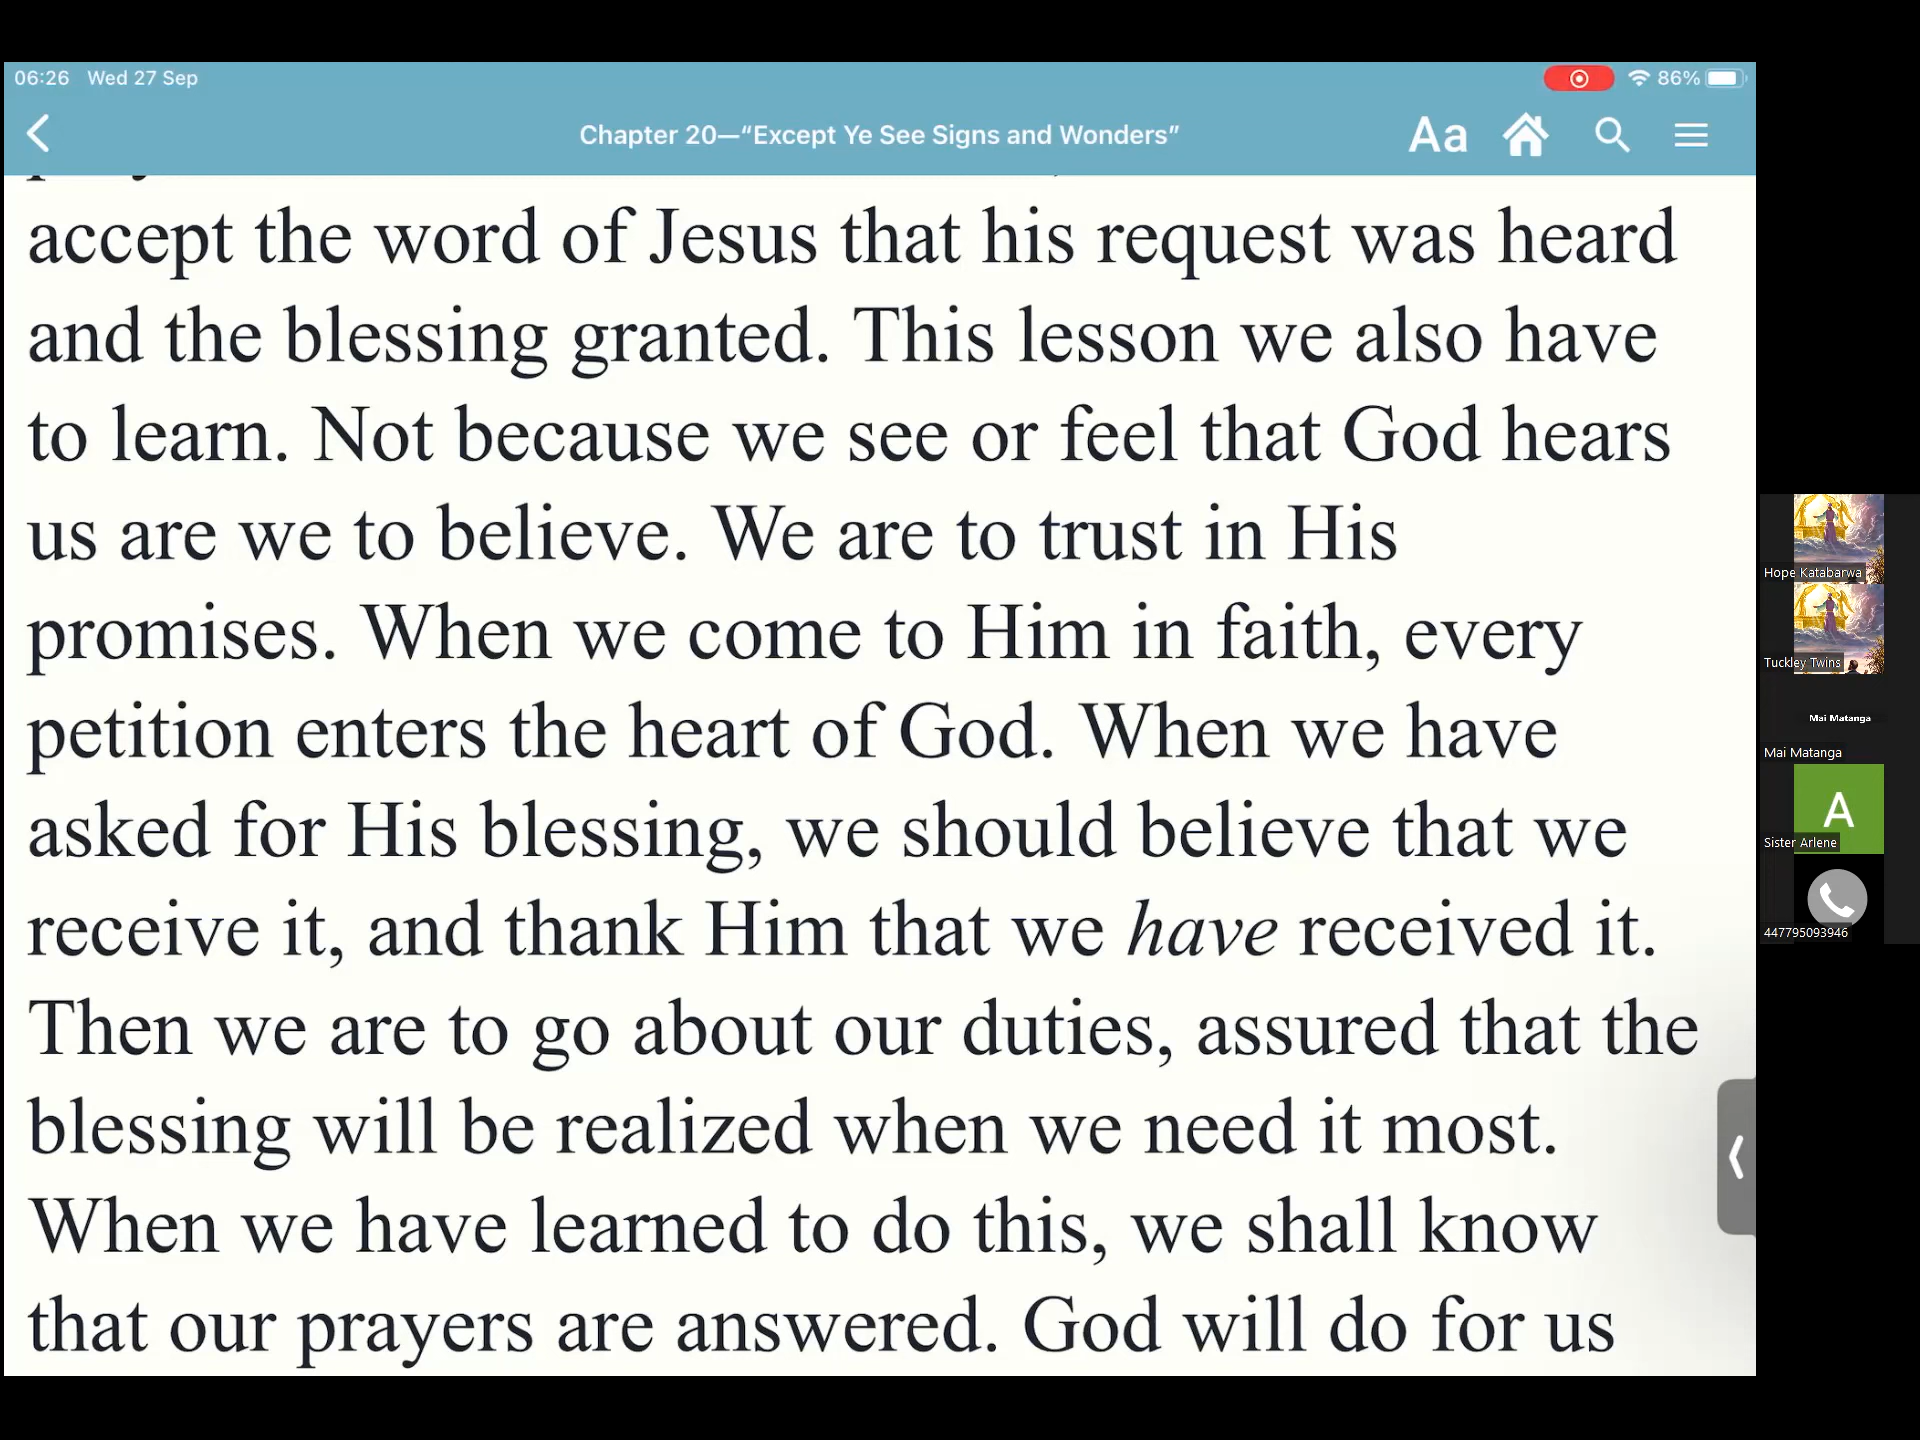 06:26 Wed 27 Sep
86%
Chapter 20—“Except Ye See Signs and Wonders”
Aa
accept the word of Jesus that his request was heard
and the blessing granted. This lesson we also have
to learn. Not because we see or feel that God hears
us are we to believe. We are to trust in His
promises. When we come to Him in faith, every
petition enters the heart of God. When we have
asked for His blessing, we should believe that we
receive it, and thank Him that we have received it.
Then we are to go about our duties, assured that the
blessing will be realized when we need it most.
When we have learned to do this, we shall know
that our prayers are answered. God will do for us
Hope Katabarwa
Tuckley Twins
Mai Matanga
Mai Matanga
A
Sister Arlene
447795093946